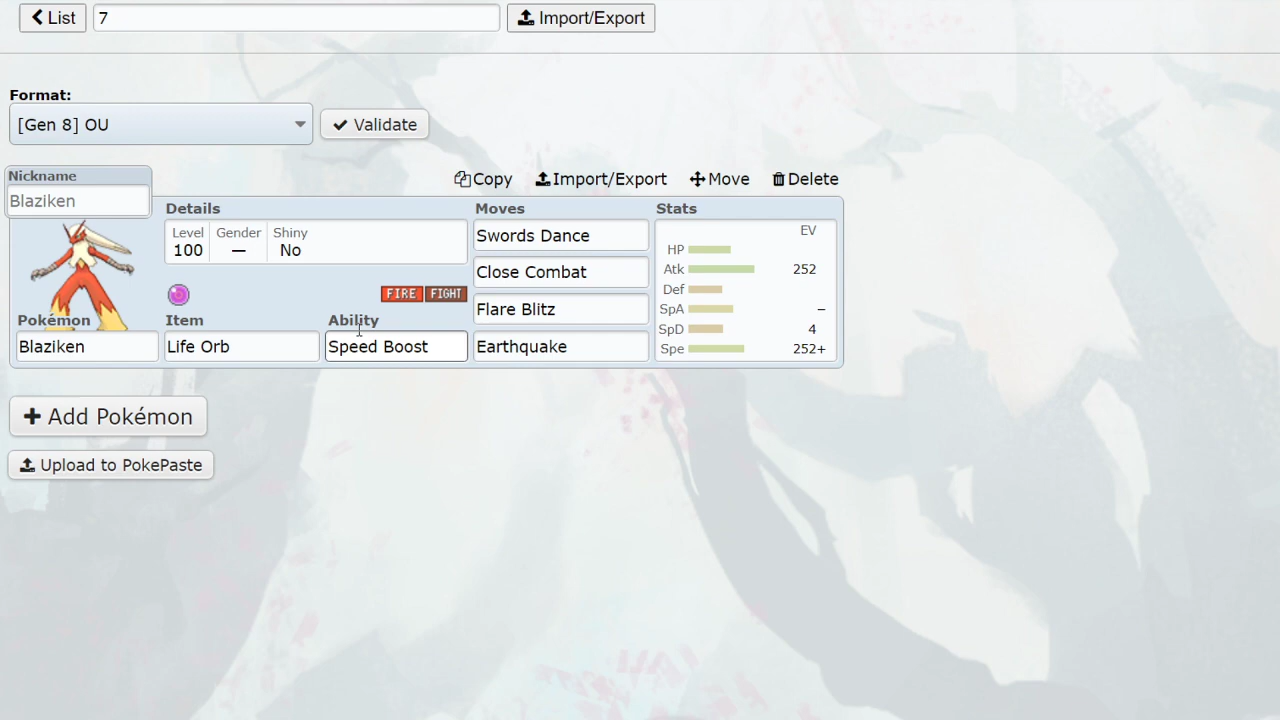 List
7
Import/Export
Format:
[Gen 8] OU
Validate
Nickname
Blaziken
Copy
Import/Export
Move
Delete
Details
Level
100
Gender
—
Shiny
No
FIRE
FIGHT
Pokémon
Blaziken
Item
Life Orb
Ability
Speed Boost
Moves
Swords Dance
Close Combat
Flare Blitz
Earthquake
Stats
EV
HP
Atk 252
Def
SpA –
SpD 4
Spe 252+
Add Pokémon
Upload to PokePaste